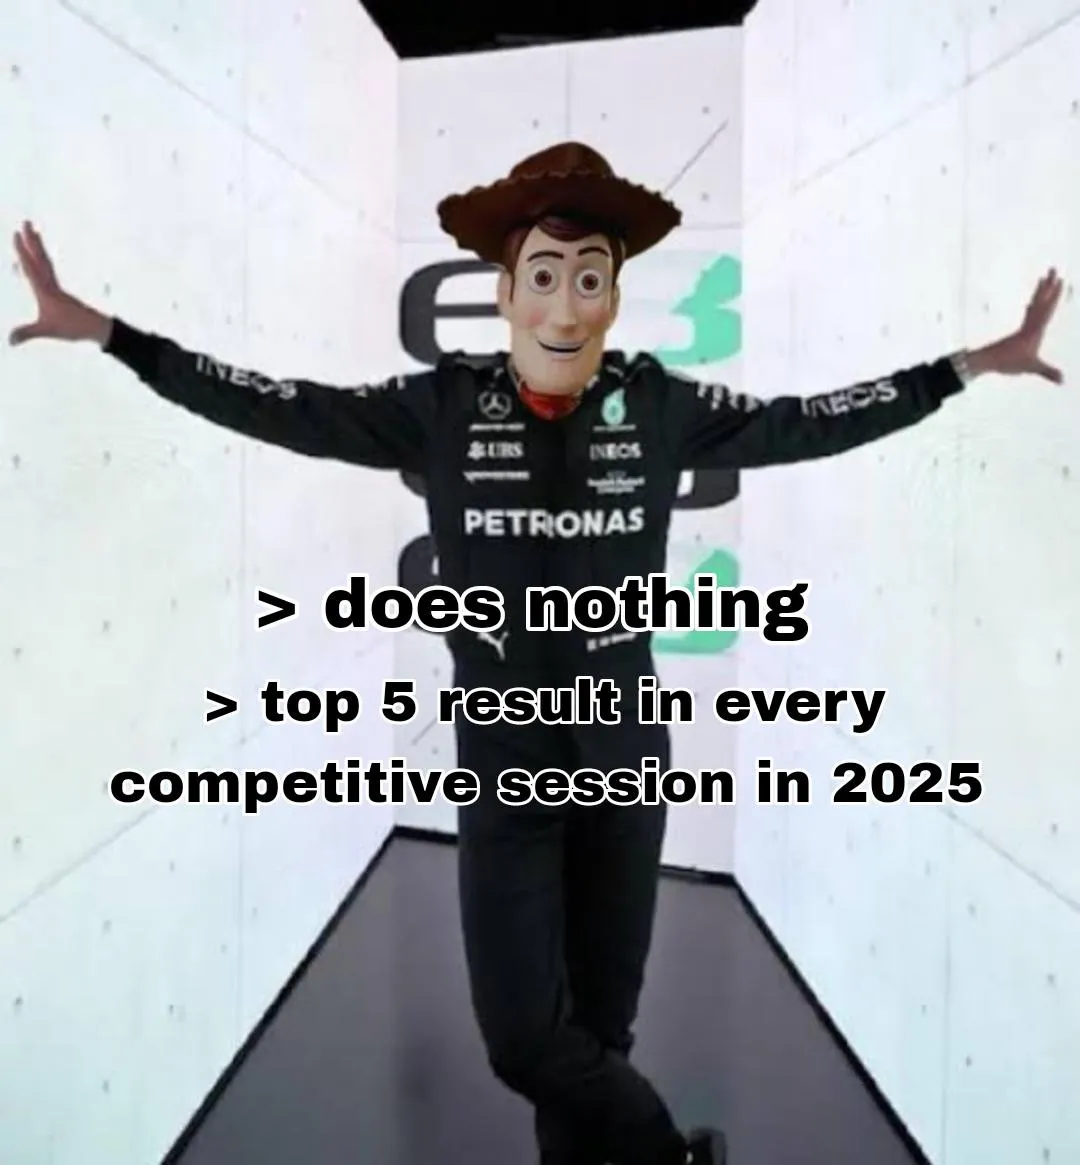 INEOS
INEOS
UBS
INEOS
PETRONAS
> does nothing
> top 5 result in every
competitive session in 2025